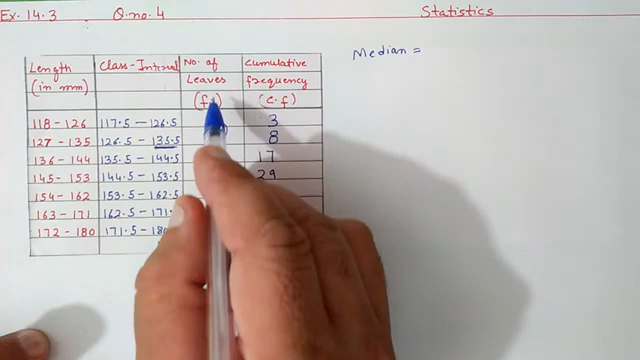 Ex. 14.3 Q.no. 4 Statistics
Median =
Length Class-Interval No. of Cumulative
(in mm) Leaves frequency
(c.f)
118-126 117.5-126.5 3
127-135 126.5-135.5 8
136-144 135.5-144.5 17
145-153 144.5-153.5 29
154-162 153.5-162.5
163-171 162.5-171.
172-180 171.5-180